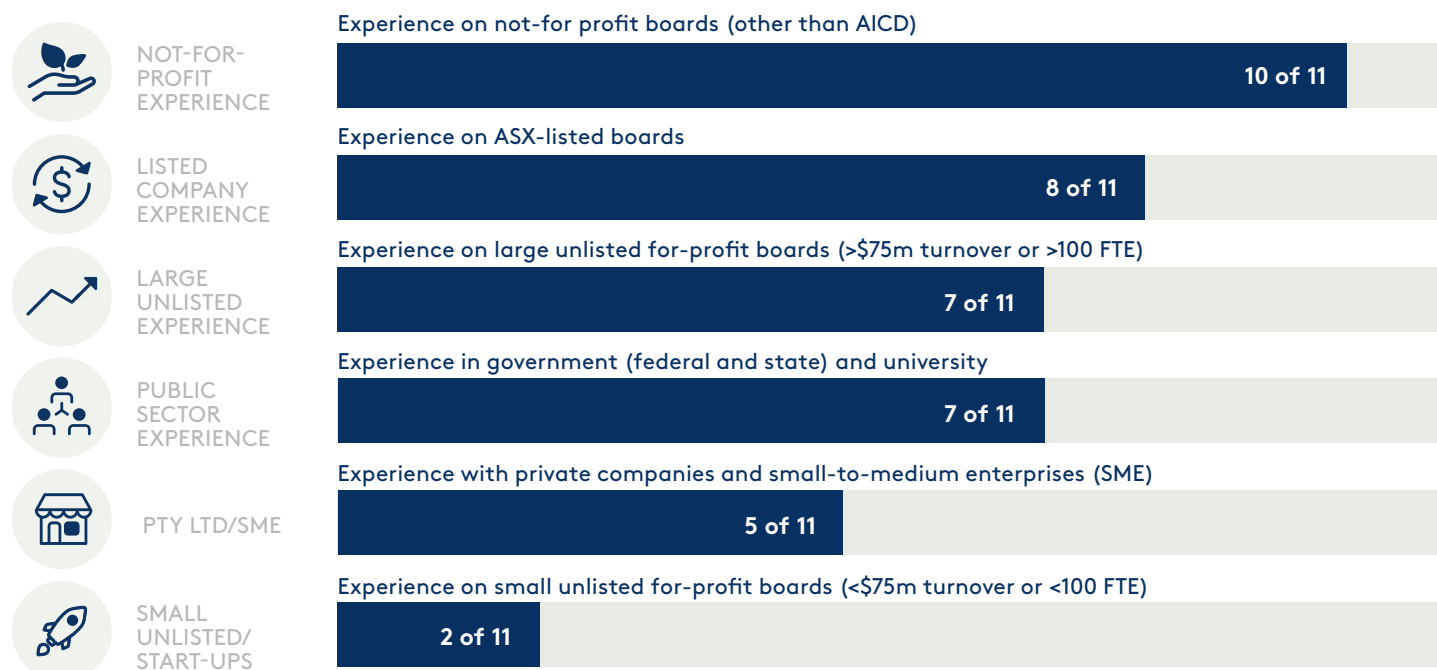 Experience on not-for profit boards (other than AICD)
NOT-FOR-
PROFIT
EXPERIENCE
10 of 11
Experience on ASX-listed boards
LISTED
COMPANY
EXPERIENCE
$
8 of 11
Experience on large unlisted for-profit boards (>$75m turnover or >100 FTE)
LARGE
UNLISTED
EXPERIENCE
7 of 11
Experience in government (federal and state) and university
PUBLIC
SECTOR
EXPERIENCE
7 of 11
Experience with private companies and small-to-medium enterprises (SME)
PTY LTD/SME
5 of 11
Experience on small unlisted for-profit boards (<$75m turnover or <100 FTE)
SMALL
UNLISTED/
START-UPS
2 of 11